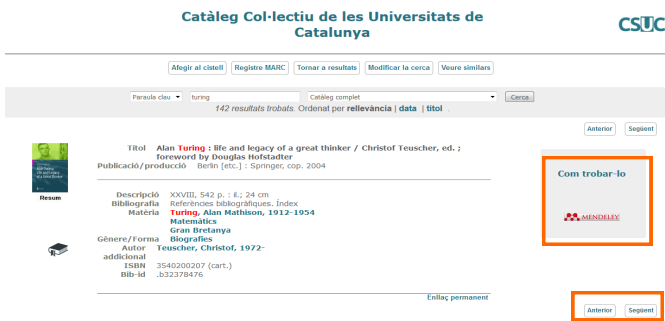 Catàleg Col·lectiu de les Universitats de
Catalunya
CSUC
Afegir al cistell Registre MARC Tornar a resultats Modificar la cerca Veure similars
Paraula clau turing Catàleg complet Cerca
142 resultats trobats. Ordenat per rellevància | data | títol .
Anterior Següent
Títol Alan Turing : life and legacy of a great thinker / Christof Teuscher, ed. ;
foreword by Douglas Hofstadter
Publicació/producció Berlin [etc.] : Springer, cop. 2004
Resum
Com trobar-lo
MENDELEY
Descripció XXVIII, 542 p. : il.; 24 cm
Bibliografia Referències bibliogràfiques. Índex
Matèria Turing, Alan Mathison, 1912-1954
Matemàtics
Gran Bretanya
Gènere/Forma Biografies
Autor Teuscher, Christof, 1972-
addicional
ISBN 3540200207 (cart.)
Bib-id .b32378476
Enllaç permanent
Anterior Següent